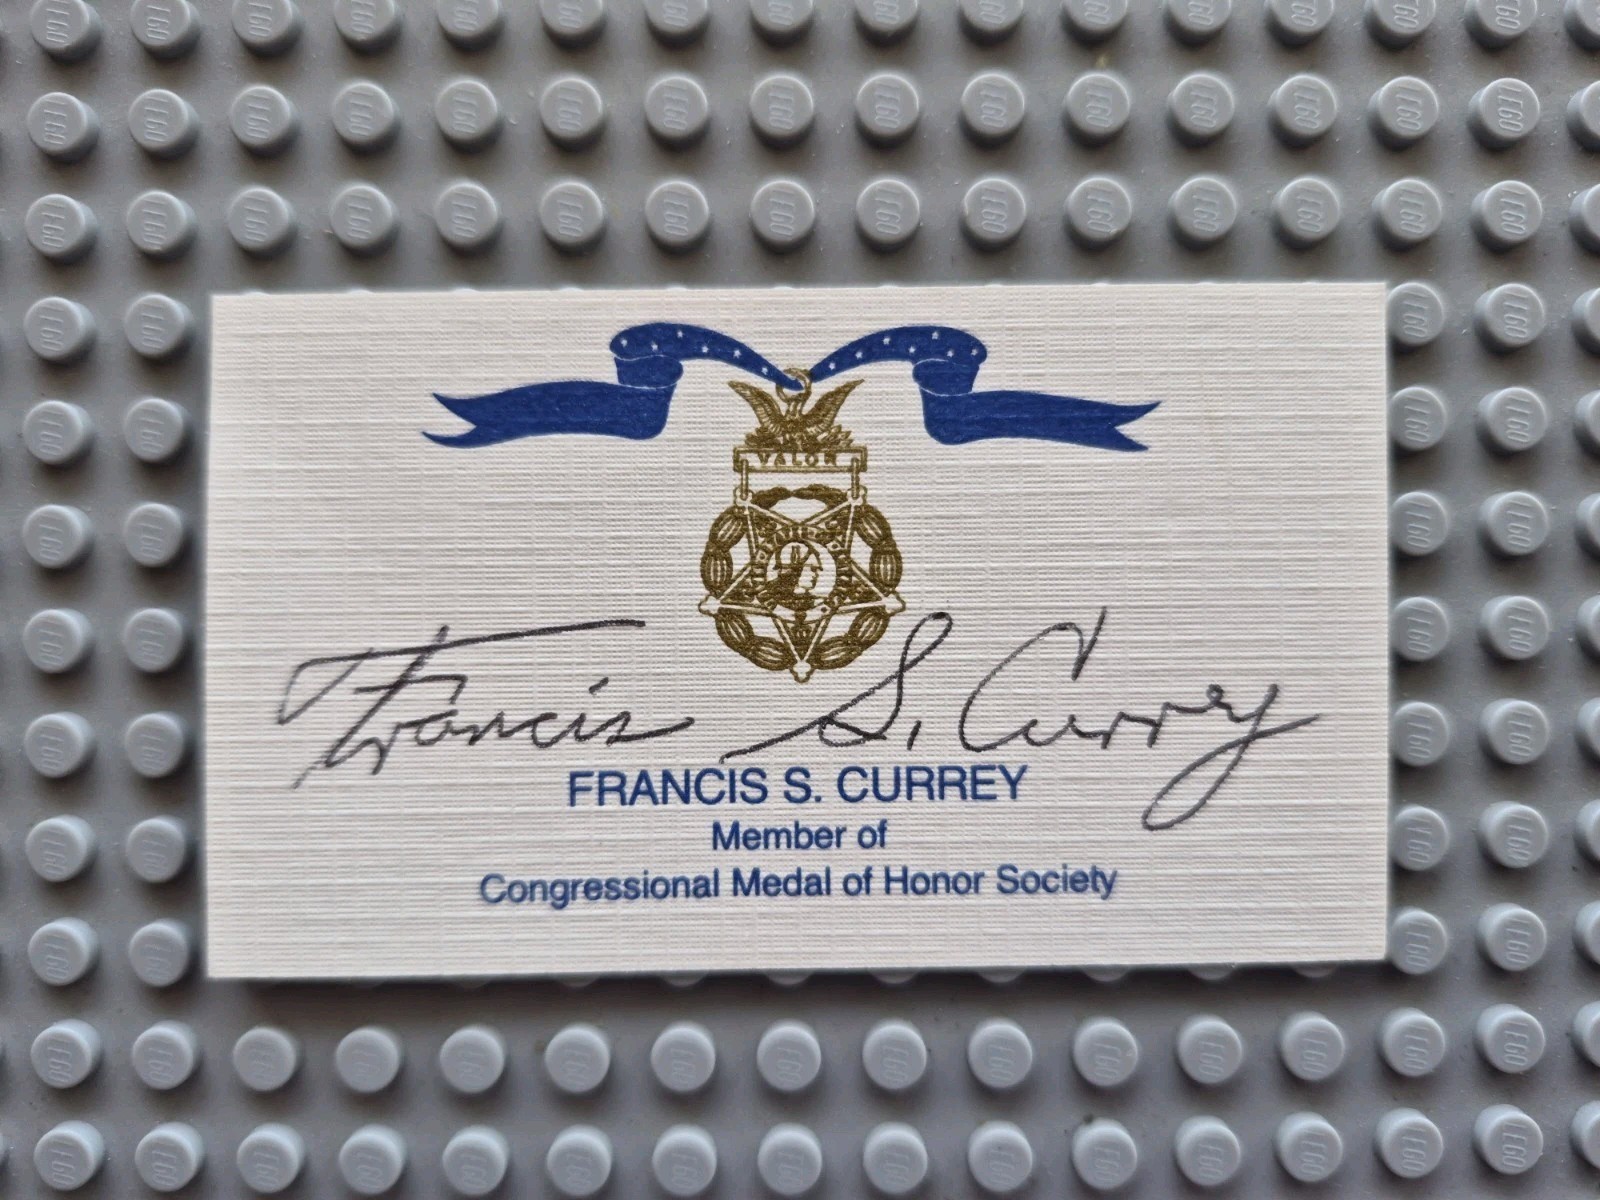 VALOR
Francis S. Currey
FRANCIS S. CURREY
Member of
Congressional Medal of Honor Society